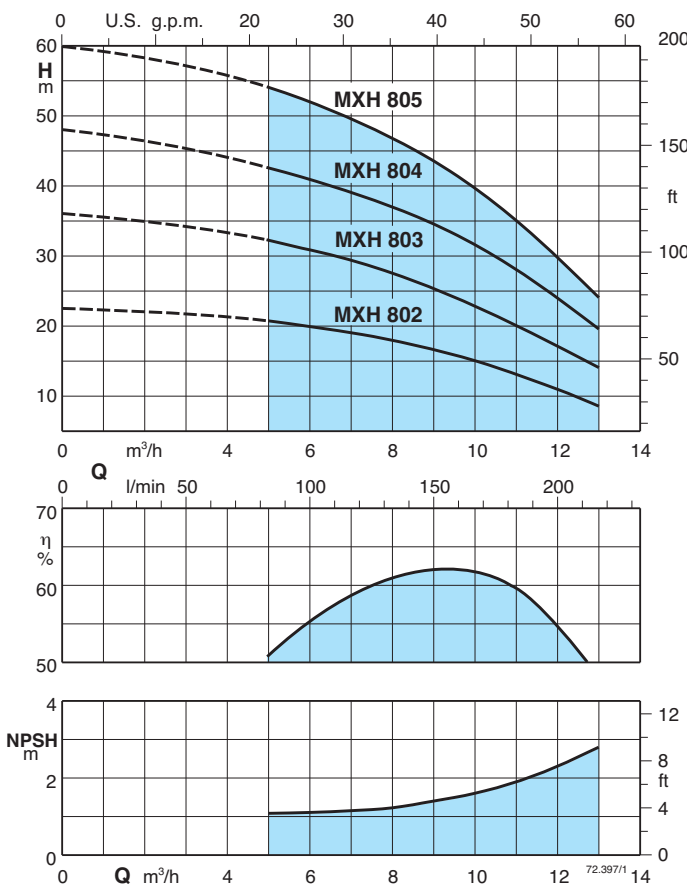 0 U.S. g.p.m. 20 30 40 50 60
60 200
H
m
MXH 805
50
150
MXH 804
40
ft
MXH 803
30 100
MXH 802
20
50
10
0 m³/h 4 6 8 10 12 14
Q
0 l/min 50 100 150 200
70
η
%
60
50
4
12
NPSH
m
8
2 ft
4
0 0
72.397/1
0 Q m³/h 4 6 8 10 12 14